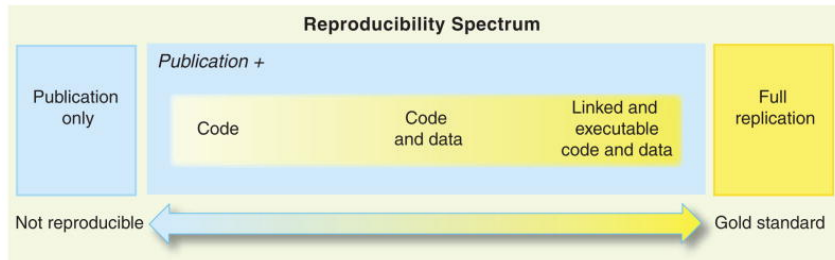 Reproducibility Spectrum
Publication +
Publication
only
Code
Code
and data
Linked and
executable
code and data
Full
replication
Not reproducible
Gold standard